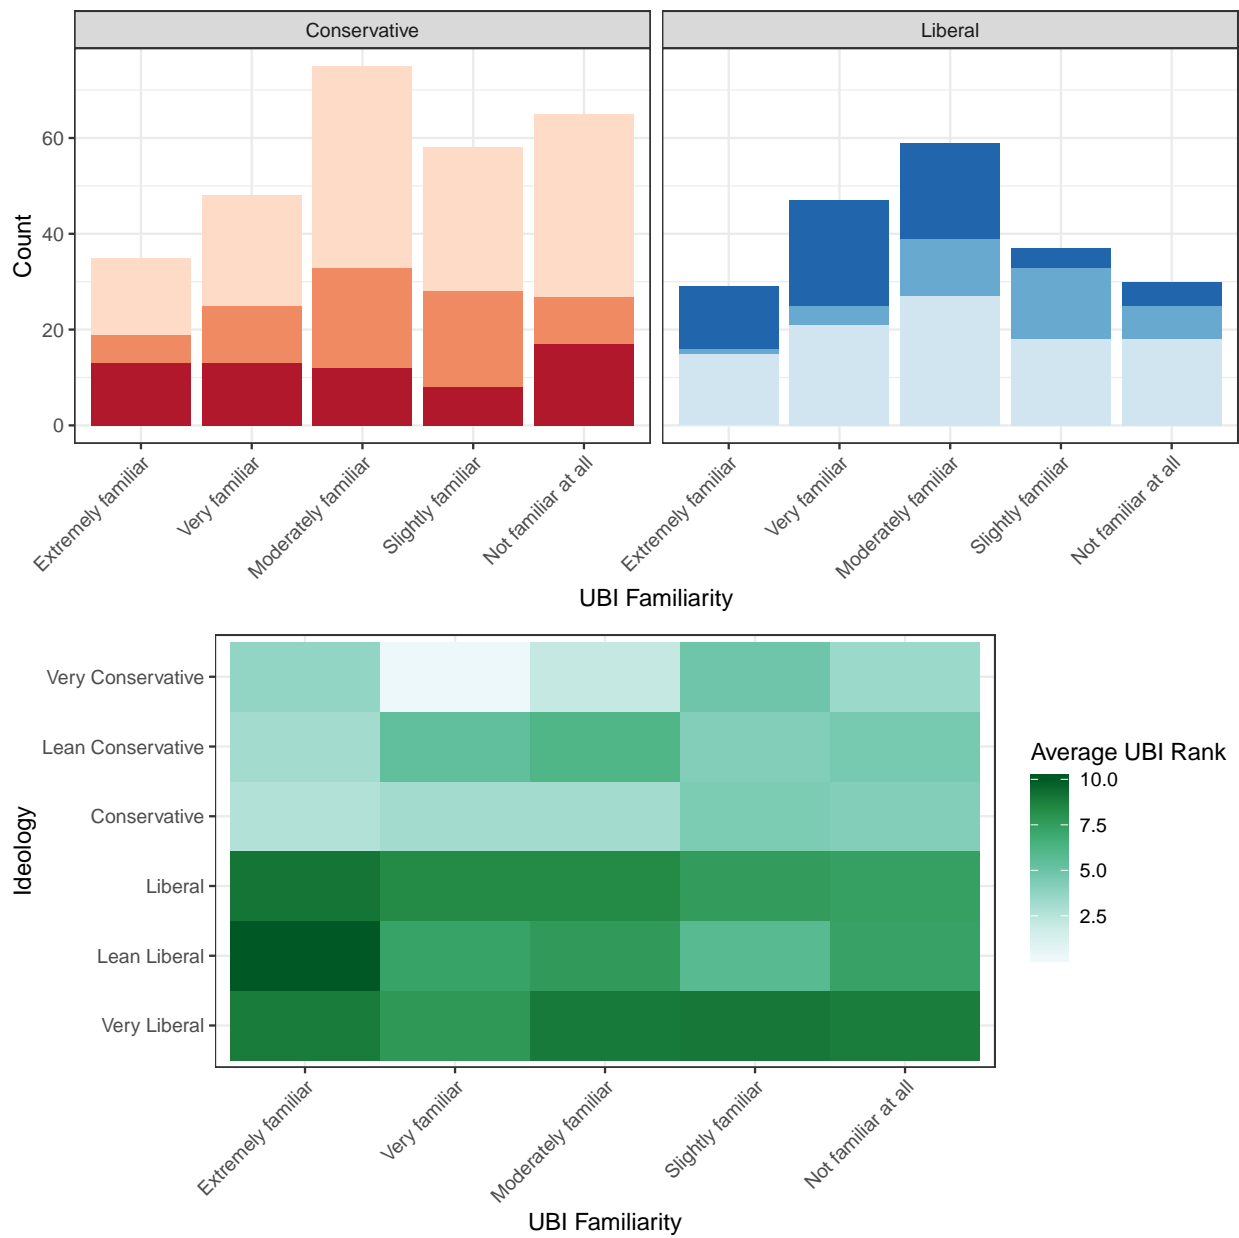 Conservative
Liberal
Count
60
40
20
0
Extremely familiar
Very familiar
Moderately familiar
Slightly familiar
Not familiar at all
Extremely familiar
Very familiar
Moderately familiar
Slightly familiar
Not familiar at all
UBI Familiarity
Ideology
Very Conservative
Lean Conservative
Conservative
Liberal
Lean Liberal
Very Liberal
Average UBI Rank
10.0
7.5
5.0
2.5
Extremely familiar
Very familiar
Moderately familiar
Slightly familiar
Not familiar at all
UBI Familiarity